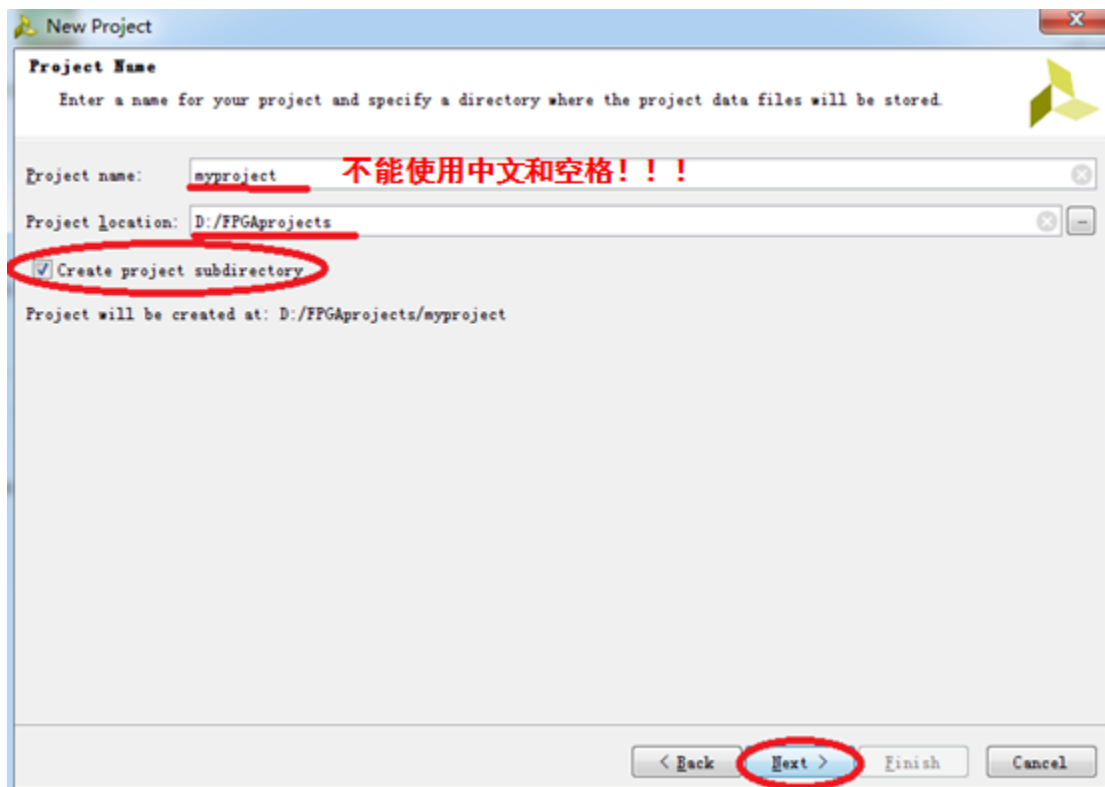 New Project
Project Name
Enter a name for your project and specify a directory where the project data files will be stored.
Project name: myproject 不能使用中文和空格！！！
Project location: D:/FPGAprojects
Create project subdirectory
Project will be created at: D:/FPGAprojects/myproject
< Back Next > Finish Cancel